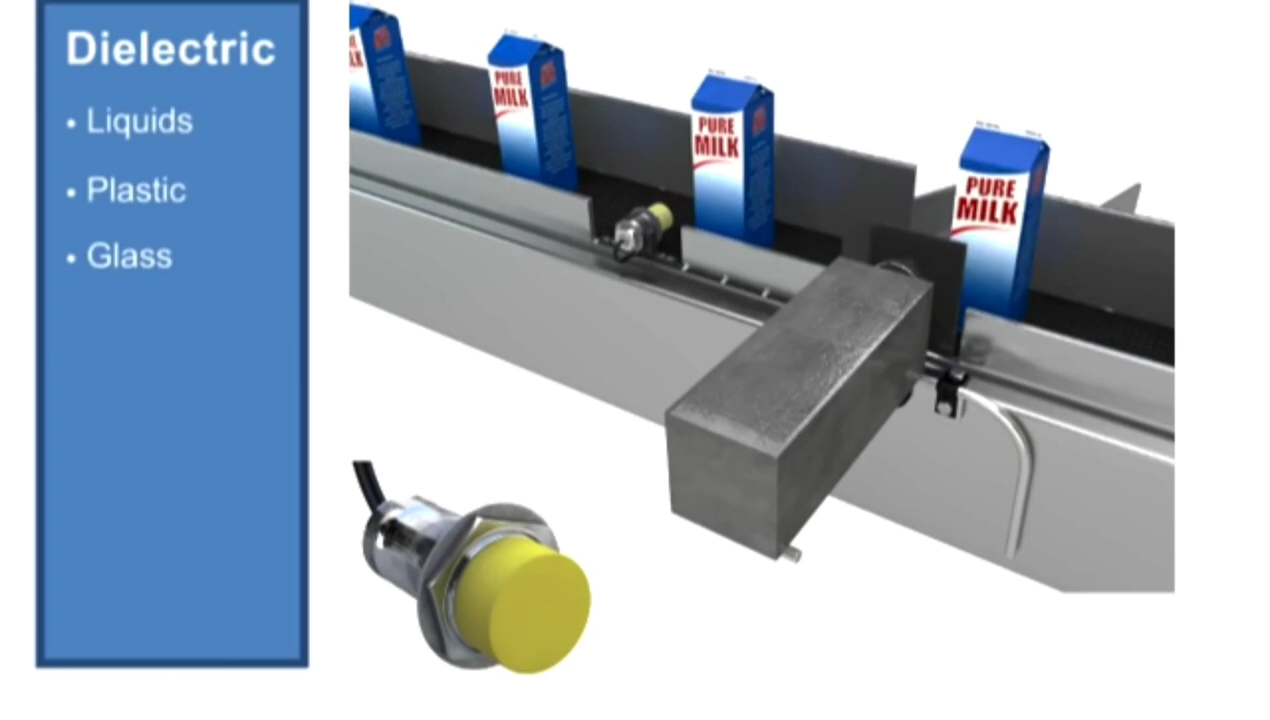 Dielectric
• Liquids
• Plastic
• Glass
PURE
MILK
PURE
MILK
PURE
MILK